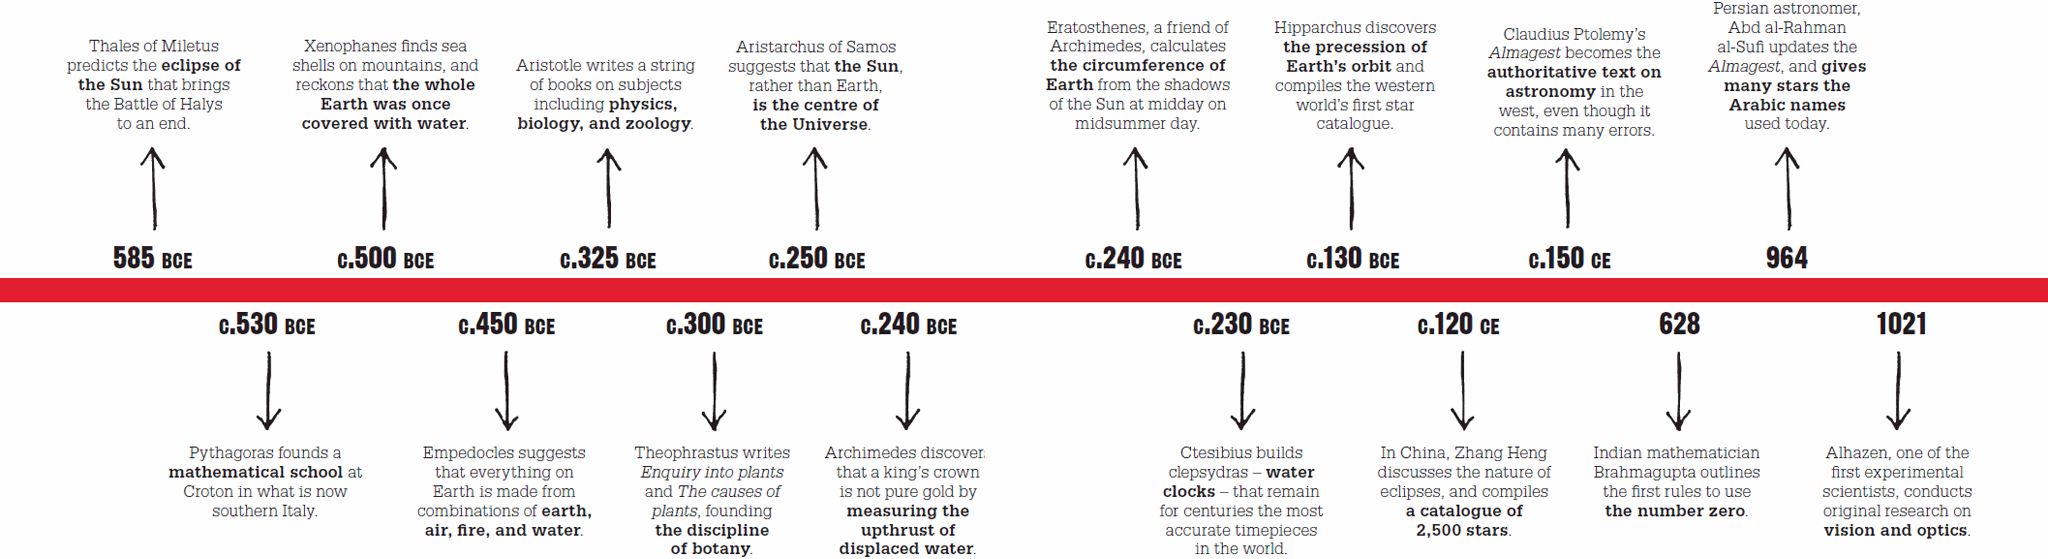 Thales of Miletus
predicts the eclipse of
the Sun that brings
the Battle of Halys
to an end.
585 BCE
Xenophanes finds sea
shells on mountains, and
reckons that the whole
Earth was once
covered with water.
c.500 BCE
Aristotle writes a string
of books on subjects
including physics,
biology, and zoology.
c.325 BCE
Aristarchus of Samos
suggests that the Sun,
rather than Earth,
is the centre of
the Universe.
c.250 BCE
Eratosthenes, a friend of
Archimedes, calculates
the circumference of
Earth from the shadows
of the Sun at midday on
midsummer day.
c.240 BCE
Hipparchus discovers
the precession of
Earth's orbit and
compiles the western
world's first star
catalogue.
c.130 BCE
Claudius Ptolemy's
Almagest becomes the
authoritative text on
astronomy in the
west, even though it
contains many errors.
c.150 CE
Persian astronomer,
Abd al-Rahman
al-Sufi updates the
Almagest, and gives
many stars the
Arabic names
used today.
964
c.530 BCE
Pythagoras founds a
mathematical school at
Croton in what is now
southern Italy.
c.450 BCE
Empedocles suggests
that everything on
Earth is made from
combinations of earth,
air, fire, and water.
c.300 BCE
Theophrastus writes
Enquiry into plants
and The causes of
plants, founding
the discipline
of botany.
c.240 BCE
Archimedes discover
that a king's crown
is not pure gold by
measuring the
upthrust of
displaced water.
c.230 BCE
Ctesibius builds
clepsydras – water
clocks – that remain
for centuries the most
accurate timepieces
in the world.
c.120 CE
In China, Zhang Heng
discusses the nature of
eclipses, and compiles
a catalogue of
2,500 stars.
628
Indian mathematician
Brahmagupta outlines
the first rules to use
the number zero.
1021
Alhazen, one of the
first experimental
scientists, conducts
original research on
vision and optics.